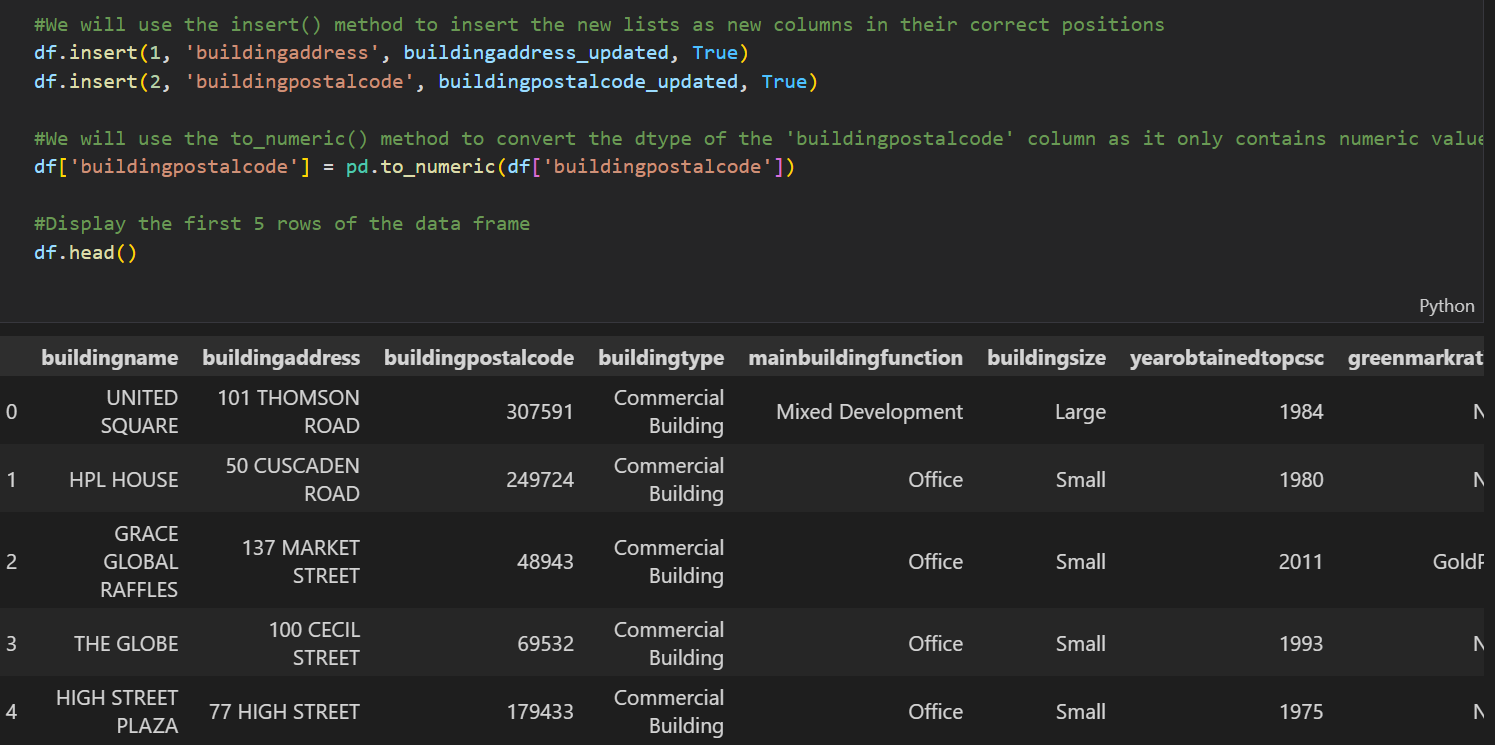 #We will use the insert() method to insert the new lists as new columns in their correct positions
df.insert(1, 'buildingaddress', buildingaddress_updated, True)
df.insert(2, 'buildingpostalcode', buildingpostalcode_updated, True)
#We will use the to_numeric() method to convert the dtype of the 'buildingpostalcode' column as it only contains numeric value
df['buildingpostalcode'] = pd.to_numeric(df['buildingpostalcode'])
#Display the first 5 rows of the data frame
df.head()
Python
buildingname buildingaddress buildingpostalcode buildingtype mainbuildingfunction buildingsize yearobtainedtopcsc greenmarkrat
UNITED 101 THOMSON Commercial
0 307591 Mixed Development Large 1984 N
SQUARE ROAD Building
50 CUSCADEN Commercial
1 HPL HOUSE 249724 Office Small 1980 N
ROAD Building
GRACE
137 MARKET Commercial
2 GLOBAL 48943 Office Small 2011 GoldP
STREET Building
RAFFLES
100 CECIL Commercial
3 THE GLOBE 69532 Office Small 1993 N
STREET Building
HIGH STREET Commercial
4 77 HIGH STREET 179433 Office Small 1975 N
PLAZA Building